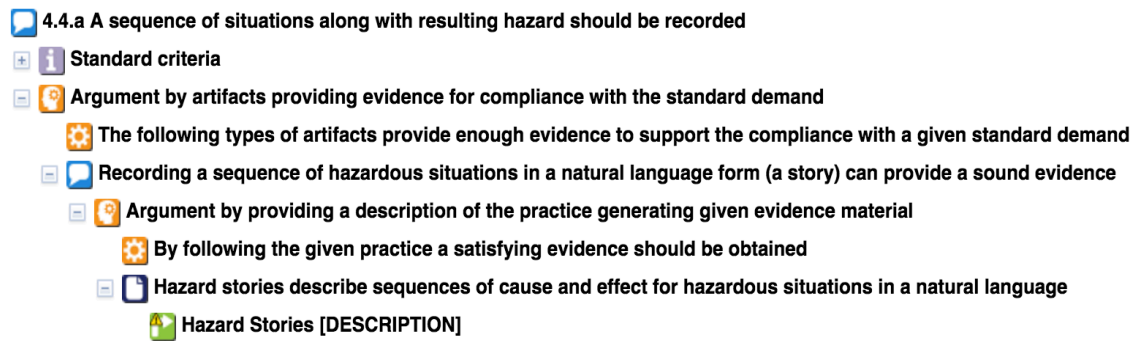 4.4.a A sequence of situations along with resulting hazard should be recorded
Standard criteria
Argument by artifacts providing evidence for compliance with the standard demand
The following types of artifacts provide enough evidence to support the compliance with a given standard demand
Recording a sequence of hazardous situations in a natural language form (a story) can provide a sound evidence
Argument by providing a description of the practice generating given evidence material
By following the given practice a satisfying evidence should be obtained
Hazard stories describe sequences of cause and effect for hazardous situations in a natural language
Hazard Stories [DESCRIPTION]